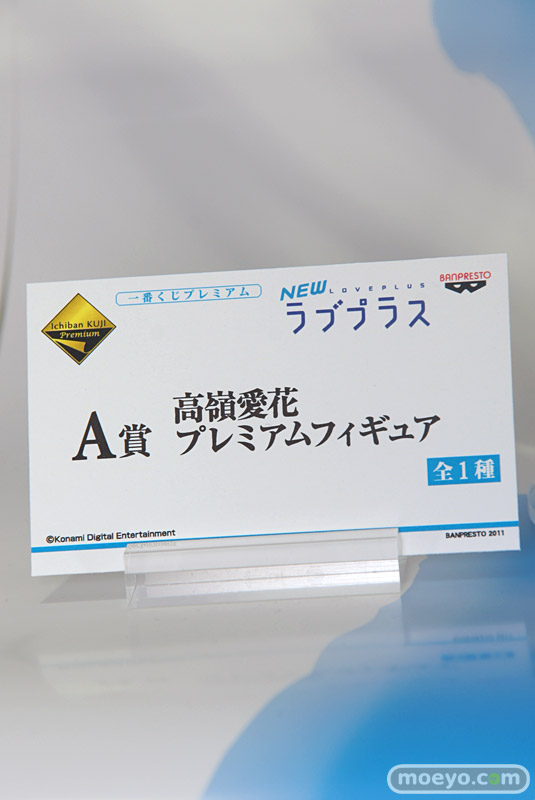 Ichiban KUJI
Premium
一番くじプレミアム
NEW LOVEPLUS
ラブプラス
BANPRESTO
A賞
高嶺愛花
プレミアムフィギュア
全1種
©Konami Digital Entertainment
BANPRESTO 2011
moeyo.com